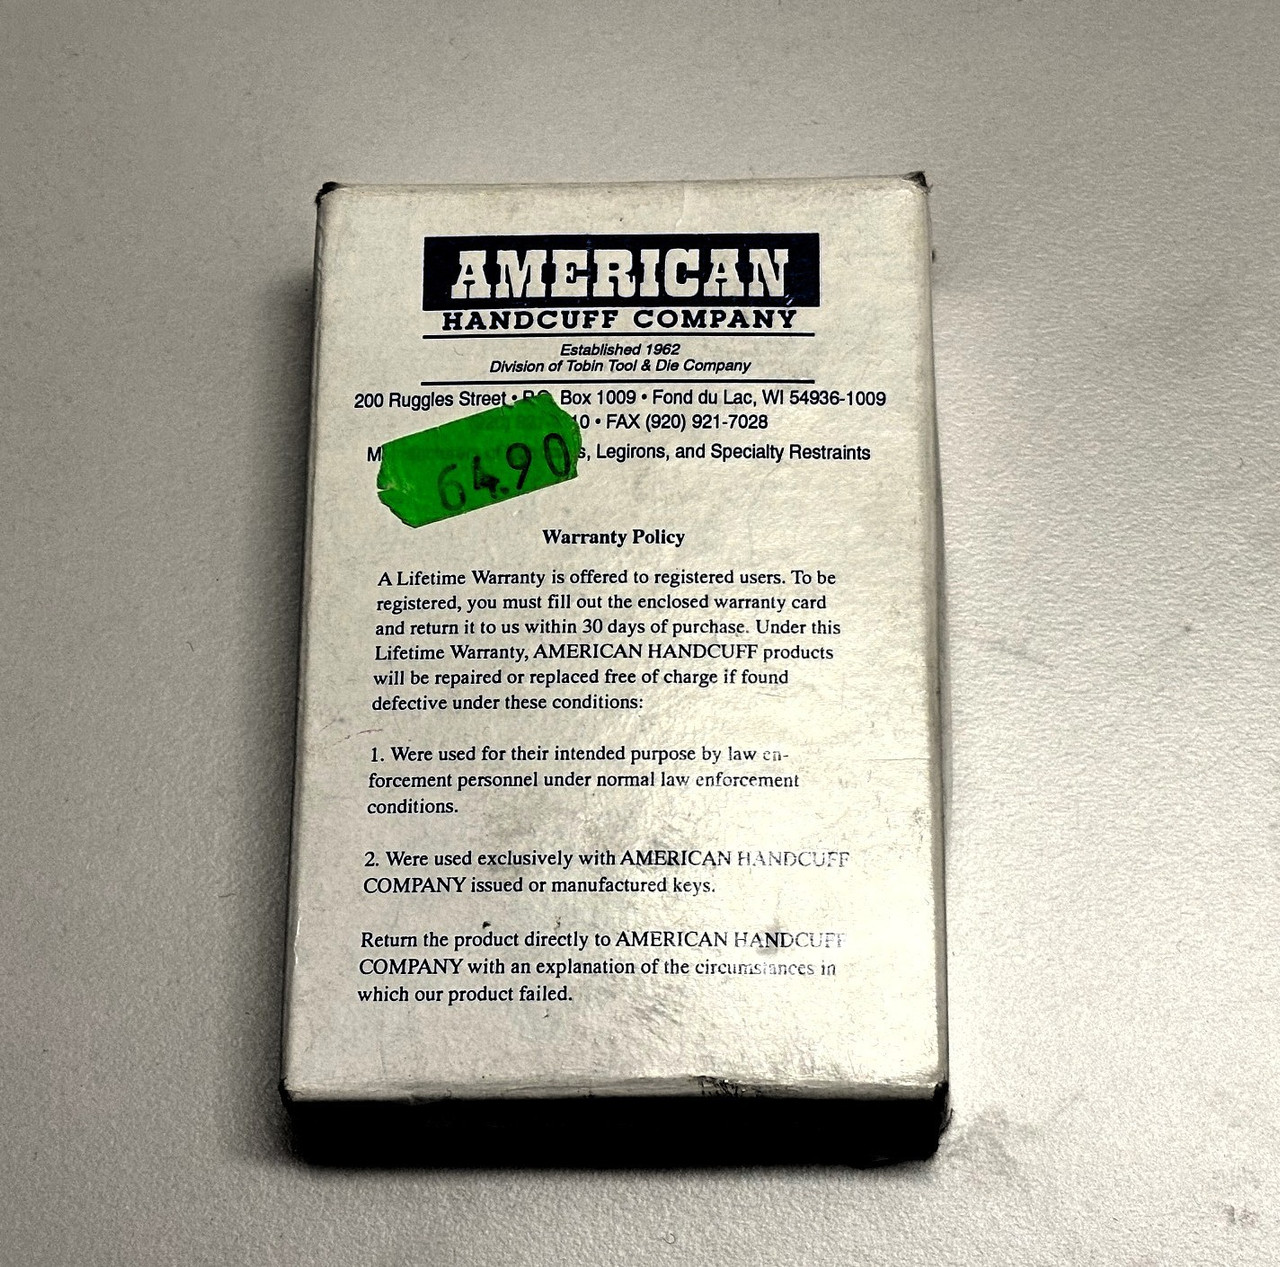 AMERICAN
HANDCUFF COMPANY
Established 1962
Division of Tobin Tool & Die Company
200 Ruggles Street • Box 1009 • Fond du Lac, WI 54936-1009
• FAX (920) 921-7028
Legirons, and Specialty Restraints
64.90
Warranty Policy
A Lifetime Warranty is offered to registered users. To be
registered, you must fill out the enclosed warranty card
and return it to us within 30 days of purchase. Under this
Lifetime Warranty, AMERICAN HANDCUFF products
will be repaired or replaced free of charge if found
defective under these conditions:
1. Were used for their intended purpose by law en-
forcement personnel under normal law enforcement
conditions.
2. Were used exclusively with AMERICAN HANDCUFF
COMPANY issued or manufactured keys.
Return the product directly to AMERICAN HANDCUFF
COMPANY with an explanation of the circumstances in
which our product failed.